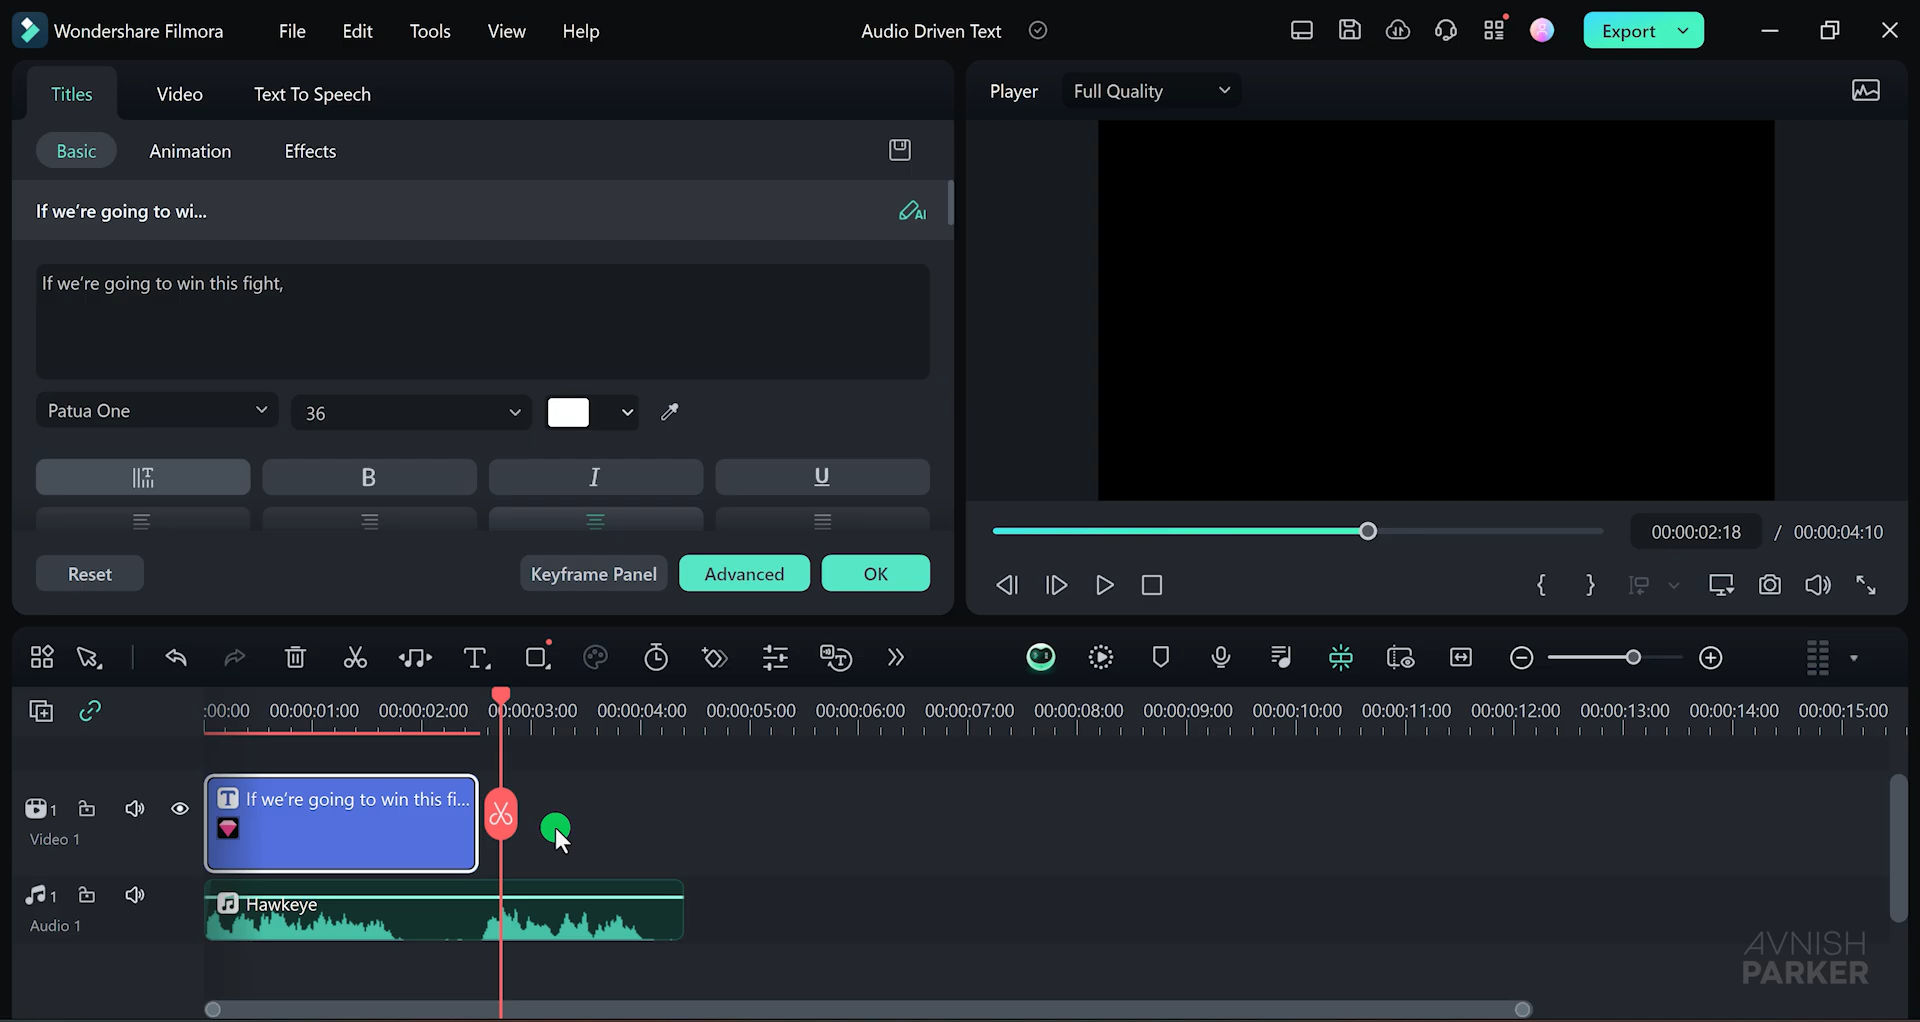 Wondershare Filmora
File
Edit
Tools
View
Help
Audio Driven Text
Export
Titles
Video
Text To Speech
Player
Full Quality
Basic
Animation
Effects
If we're going to wi...
AI
If we're going to win this fight,
Patua One
36
B
I
U
Reset
Keyframe Panel
Advanced
OK
00:00:02:18 / 00:00:04:10
:00:00 00:00:01:00 00:00:02:00 00:00:03:00 00:00:04:00 00:00:05:00 00:00:06:00 00:00:07:00 00:00:08:00 00:00:09:00 00:00:10:00 00:00:11:00 00:00:12:00 00:00:13:00 00:00:14:00 00:00:15:00
1
T If we're going to win this fi...
Video 1
1
Hawkeye
Audio 1
AVNISH
PARKER